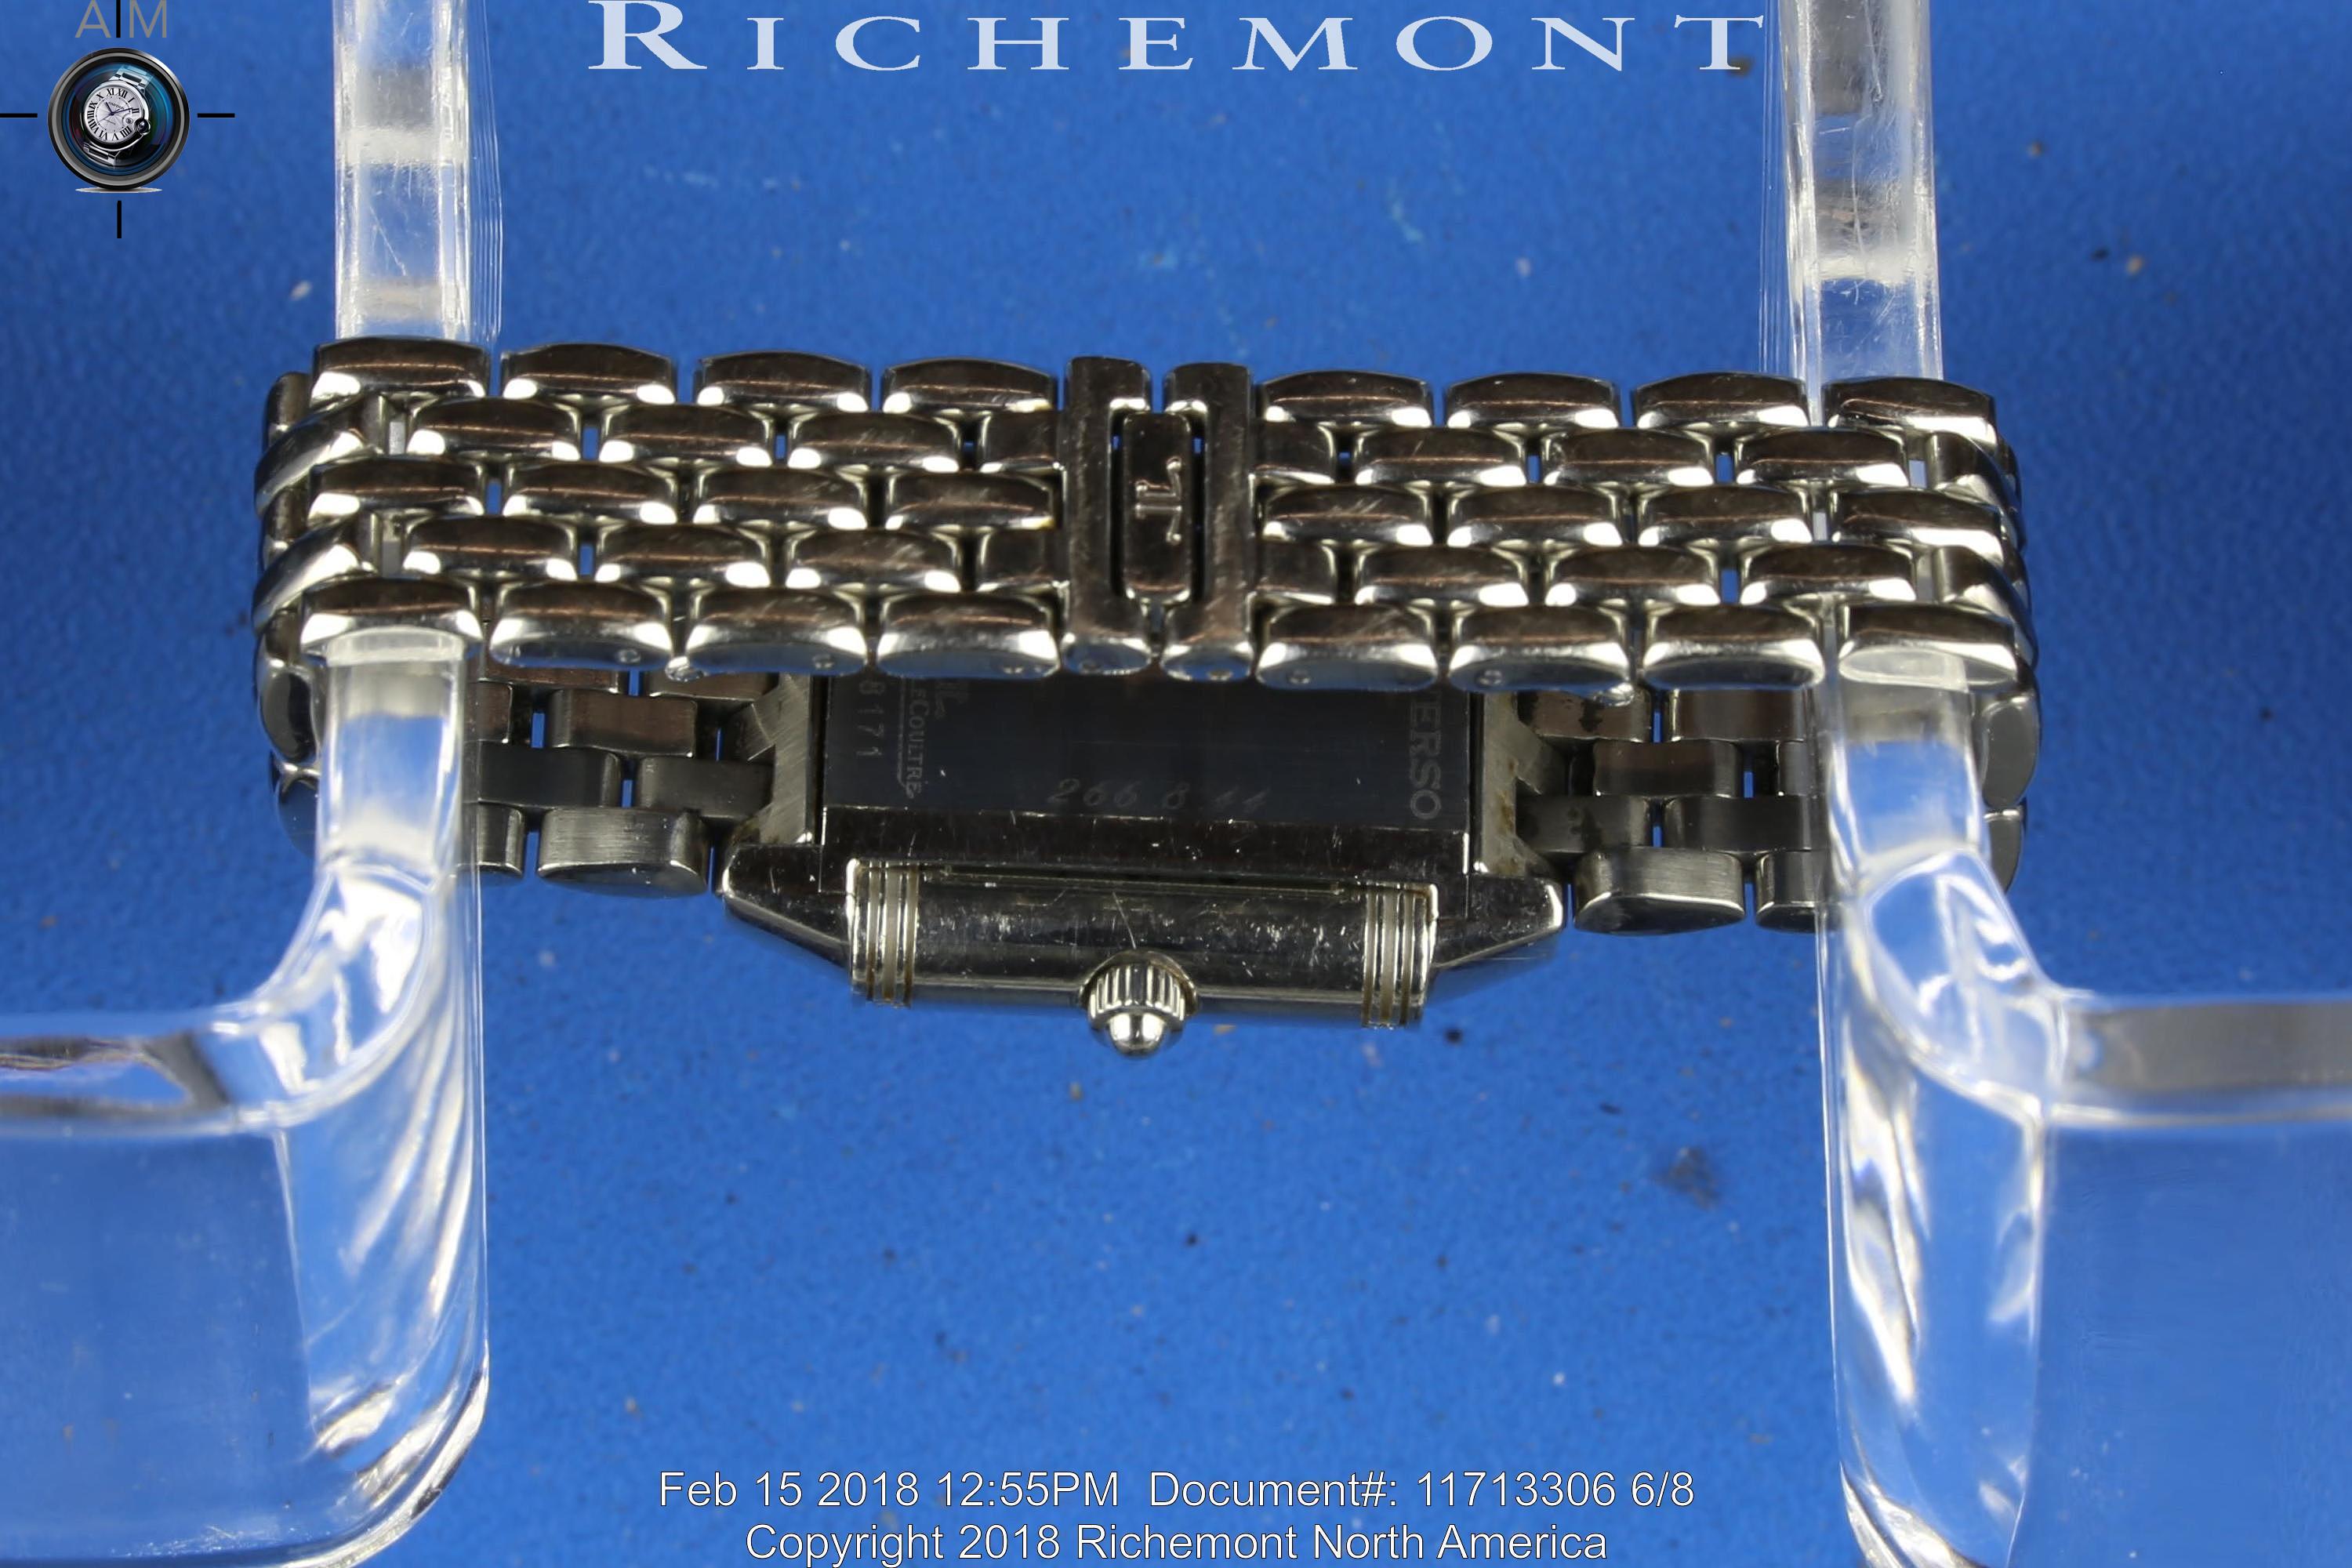 AIM
RICHEMONT
8171
LECOULTRE
ERSO
266 8 44
Feb 15 2018 12:55PM Document#: 11713306 6/8
Copyright 2018 Richemont North America